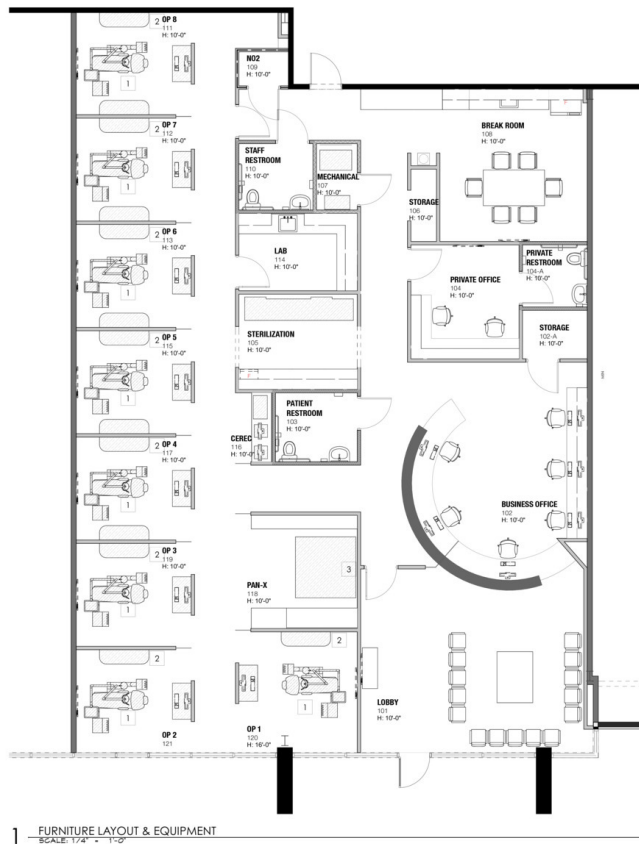 2 OP 8
111
H: 10'-0"
1
NO2
109
H: 10'-0"
2 OP 7
112
H: 10'-0"
1
STAFF
RESTROOM
110
H: 10'-0"
MECHANICAL
107
H: 10'-0"
BREAK ROOM
108
H: 10'-0"
STORAGE
106
H: 10'-0"
2 OP 6
113
H: 10'-0"
1
LAB
114
H: 10'-0"
PRIVATE OFFICE
104
H: 10'-0"
PRIVATE
RESTROOM
104-A
H: 10'-0"
2 OP 5
115
H: 10'-0"
1
STERILIZATION
105
H: 10'-0"
STORAGE
102-A
H: 10'-0"
2 OP 4
117
H: 10'-0"
1
CEREC
116
H: 10'-0"
PATIENT
RESTROOM
103
H: 10'-0"
BUSINESS OFFICE
102
H: 10'-0"
2 OP 3
119
H: 10'-0"
1
PAN-X
118
H: 10'-0"
3
2
1
OP 2
121
2
1
OP 1
120
H: 16'-0"
LOBBY
101
H: 10'-0"
1 FURNITURE LAYOUT & EQUIPMENT
SCALE: 1/4" = 1'-0"